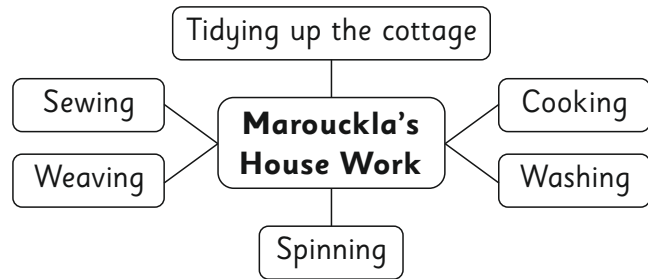 Tidying up the cottage
Sewing
Cooking
Marouckla's
House Work
Weaving
Washing
Spinning